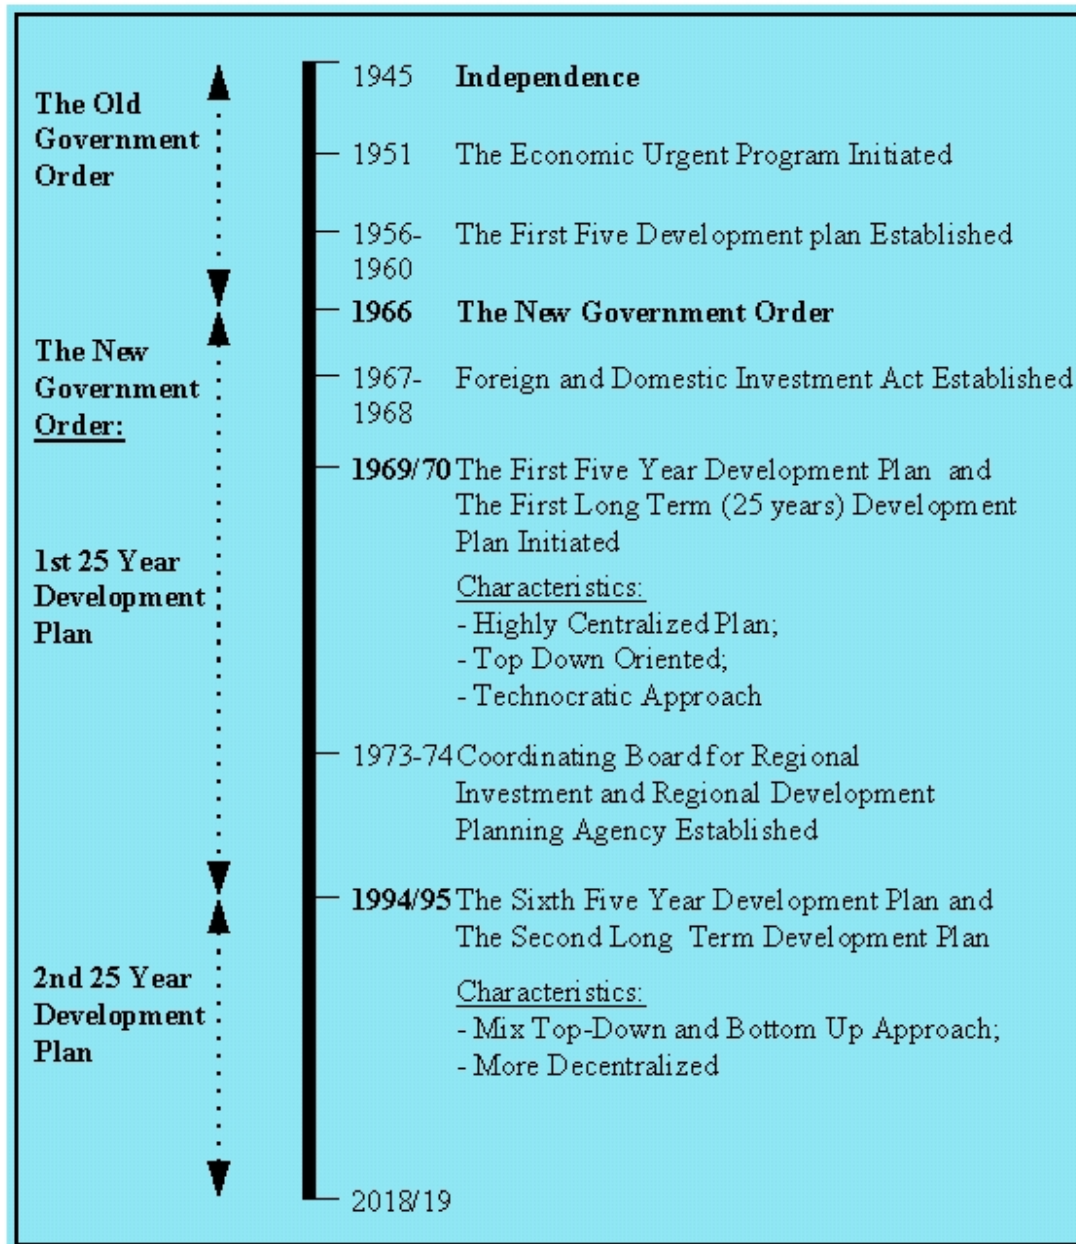 The Old
Government
Order
1945 Independence
1951 The Economic Urgent Program Initiated
1956- The First Five Development plan Established
1960
1966 The New Government Order
The New
Government
Order:
1967- Foreign and Domestic Investment Act Established
1968
1969/70 The First Five Year Development Plan and
The First Long Term (25 years) Development
Plan Initiated
Characteristics:
- Highly Centralized Plan;
- Top Down Oriented;
- Technocratic Approach
1st 25 Year
Development
Plan
1973-74 Coordinating Board for Regional
Investment and Regional Development
Planning Agency Established
1994/95 The Sixth Five Year Development Plan and
The Second Long Term Development Plan
Characteristics:
- Mix Top-Down and Bottom Up Approach;
- More Decentralized
2nd 25 Year
Development
Plan
2018/19